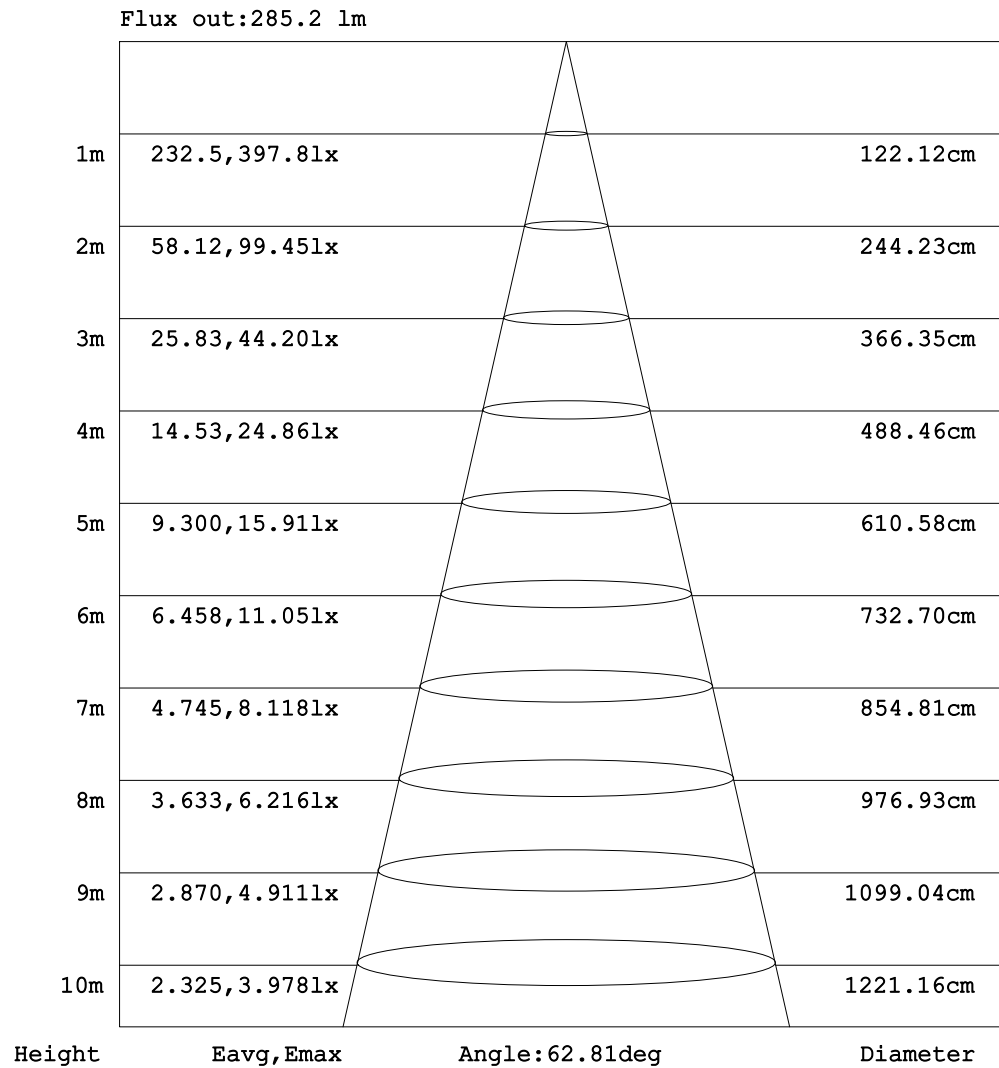 Flux out:285.2 lm
1m 232.5,397.8lx 122.12cm
2m 58.12,99.45lx 244.23cm
3m 25.83,44.20lx 366.35cm
4m 14.53,24.86lx 488.46cm
5m 9.300,15.91lx 610.58cm
6m 6.458,11.05lx 732.70cm
7m 4.745,8.118lx 854.81cm
8m 3.633,6.216lx 976.93cm
9m 2.870,4.911lx 1099.04cm
10m 2.325,3.978lx 1221.16cm
Height Eavg,Emax Angle:62.81deg Diameter